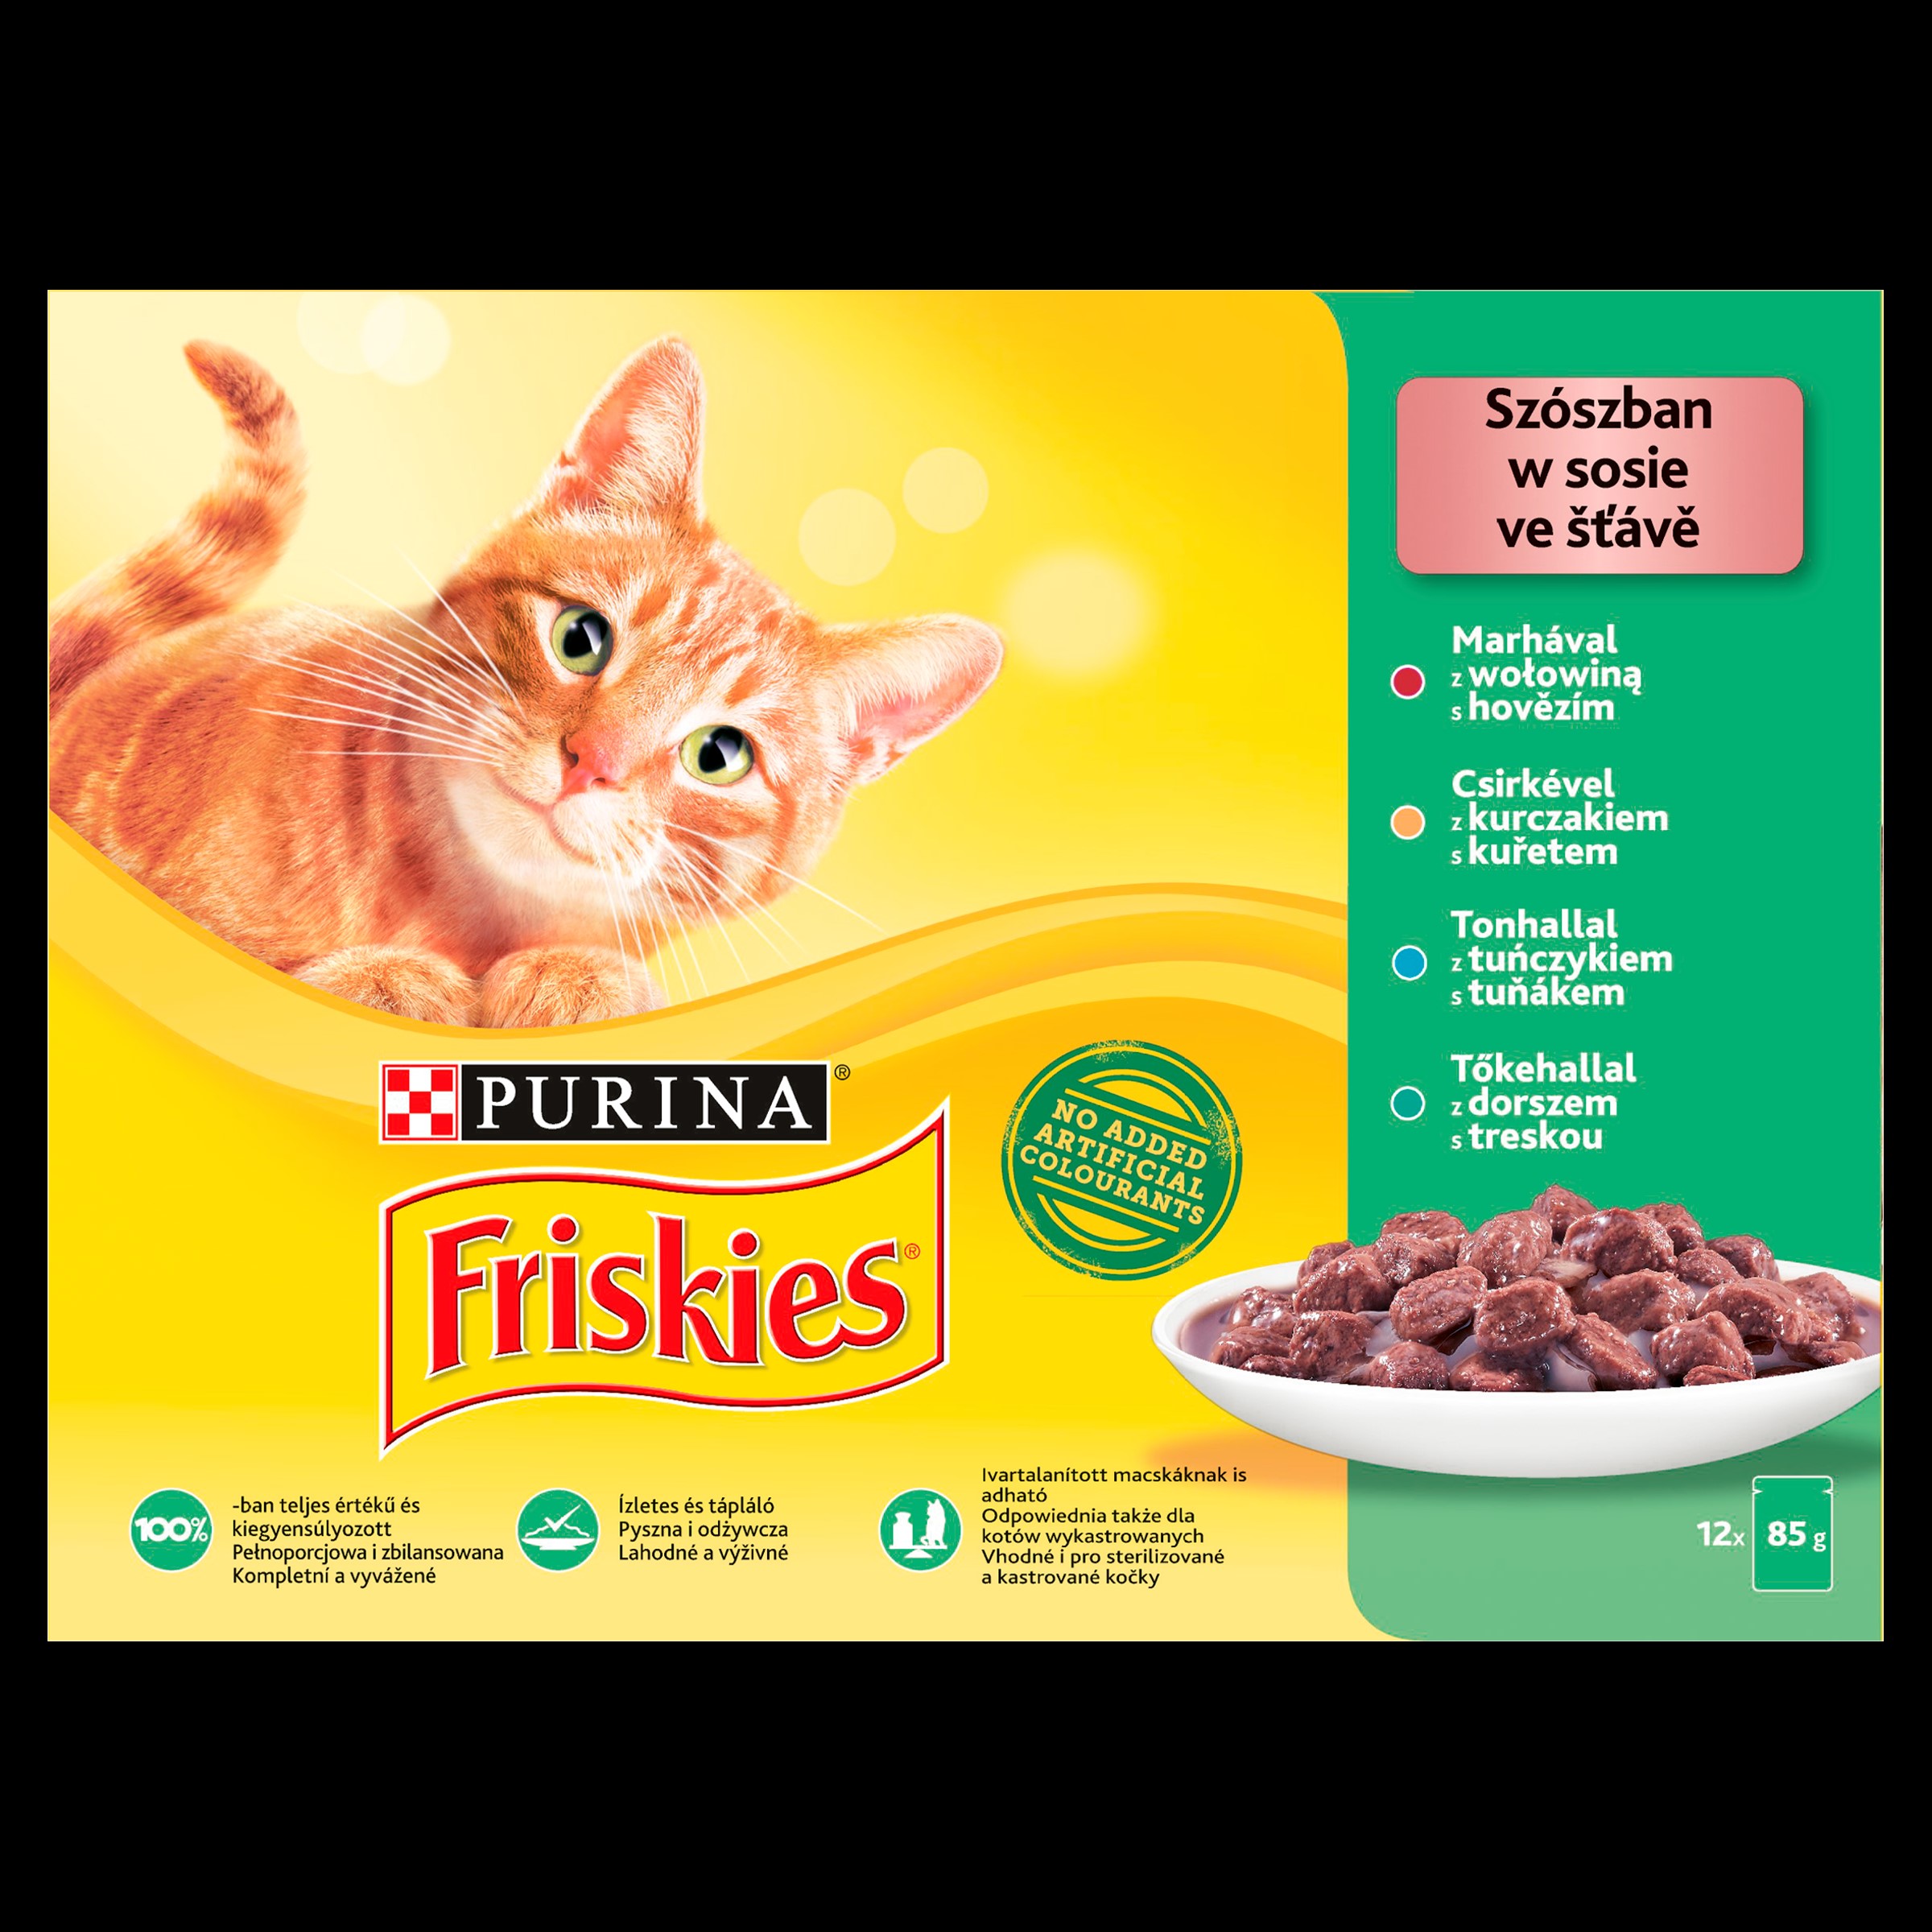 Szószban
w sosie
ve šťávě
Marhával
z wołowiną
s hovězím
Csirkével
z kurczakiem
s kuřetem
Tonhallal
z tuńczykiem
s tuňákem
Tőkehallal
z dorszem
s treskou
PURINA®
Friskies®
NO ADDED
ARTIFICIAL
COLOURANTS
100%
-ban teljes értékű és
kiegyensúlyozott
Pełnoporcjowa i zbilansowana
Kompletní a vyvážené
Ízletes és tápláló
Pyszna i odżywcza
Lahodné a výživné
Ivartalanított macskáknak is
adható
Odpowiednia także dla
kotów wykastrowanych
Vhodné i pro sterilizované
a kastrované kočky
12x 85 g